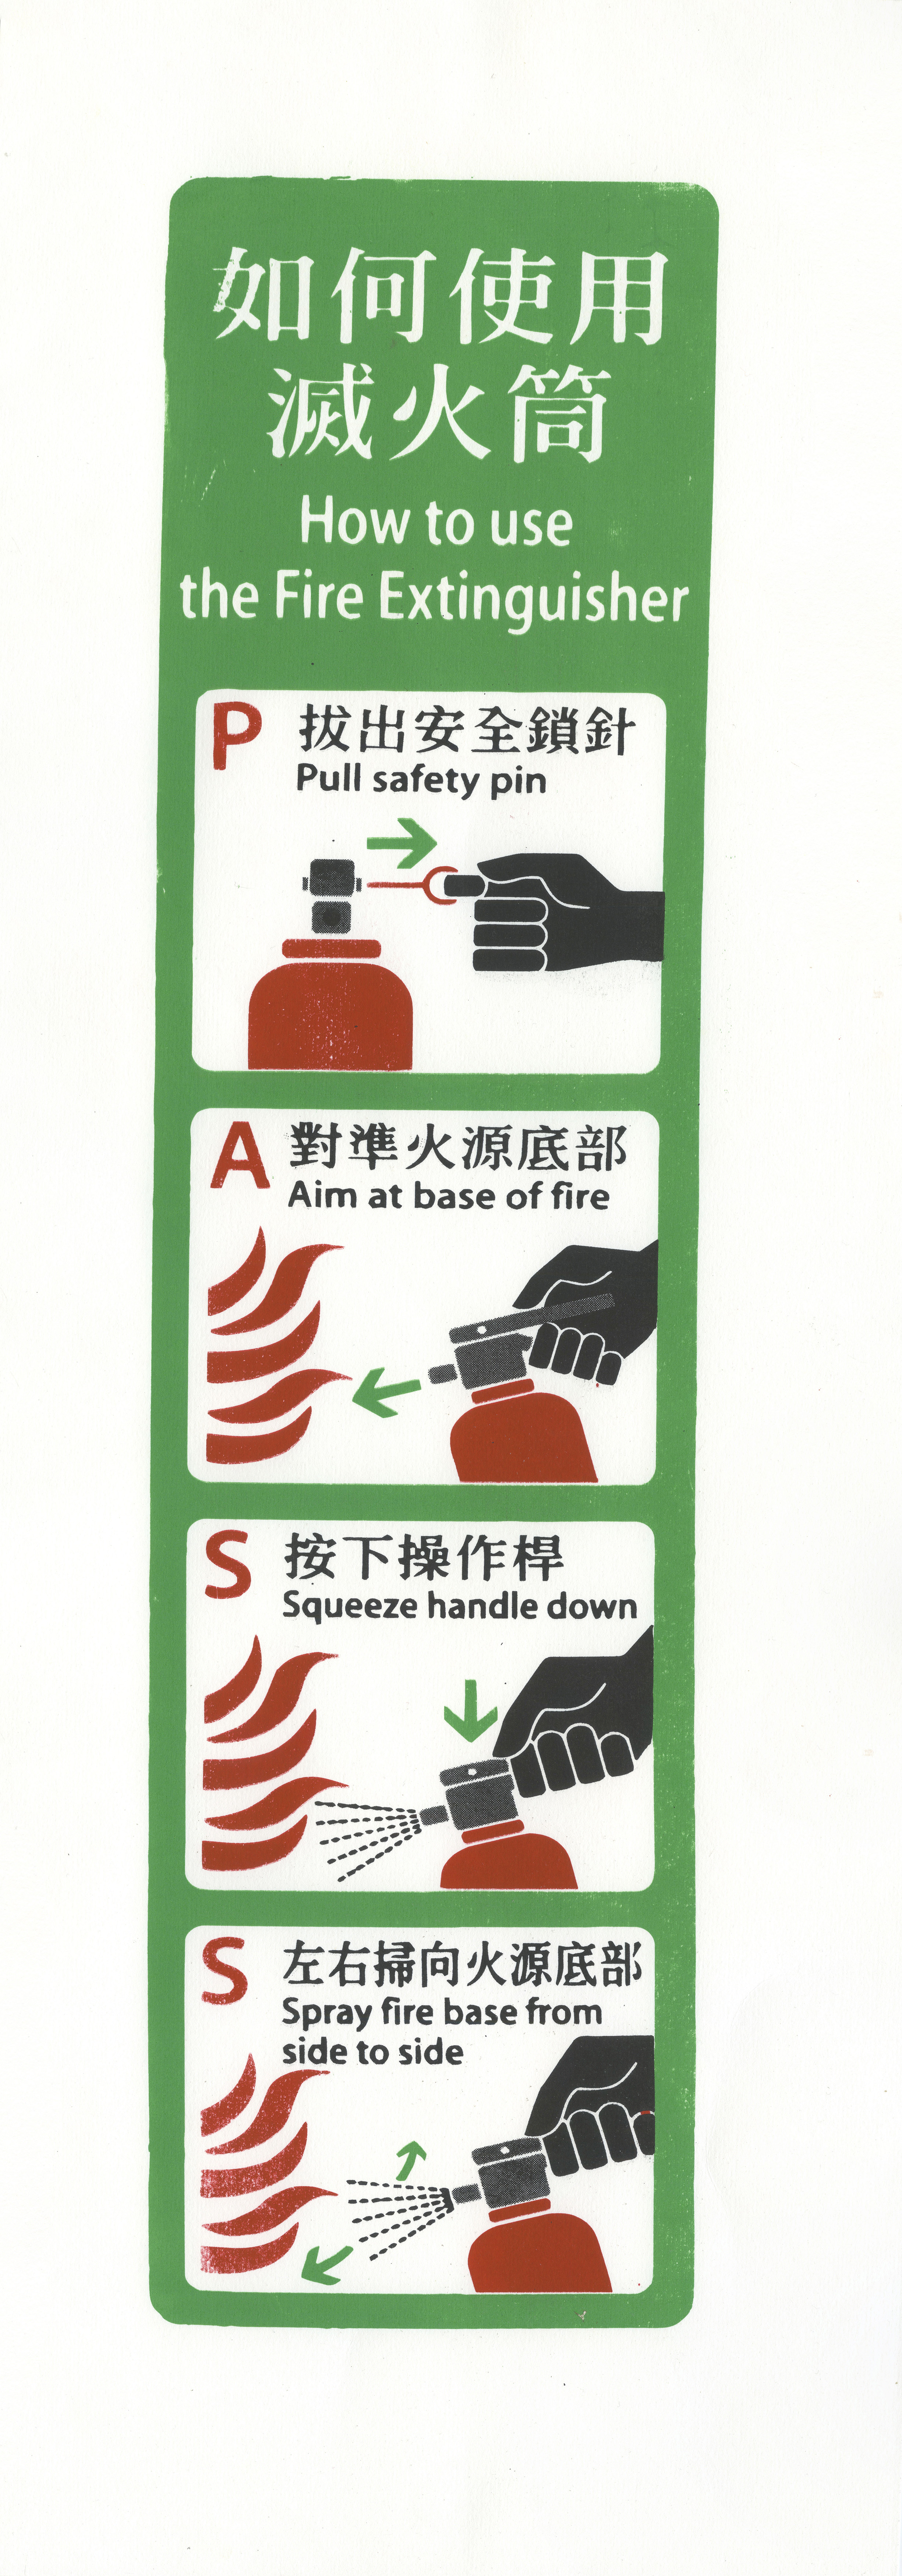 如何使用
滅火筒
How to use
the Fire Extinguisher
P
拔出安全鎖針
Pull safety pin
A
對準火源底部
Aim at base of fire
S
按下操作桿
Squeeze handle down
S
左右掃向火源底部
Spray fire base from
side to side